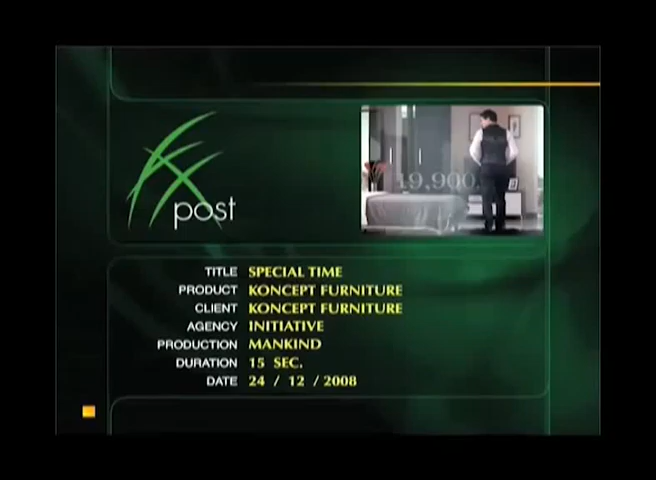 post
19,900.
TITLE SPECIAL TIME
PRODUCT KONCEPT FURNITURE
CLIENT KONCEPT FURNITURE
AGENCY INITIATIVE
PRODUCTION MANKIND
DURATION 15 SEC.
DATE 24 / 12 / 2008